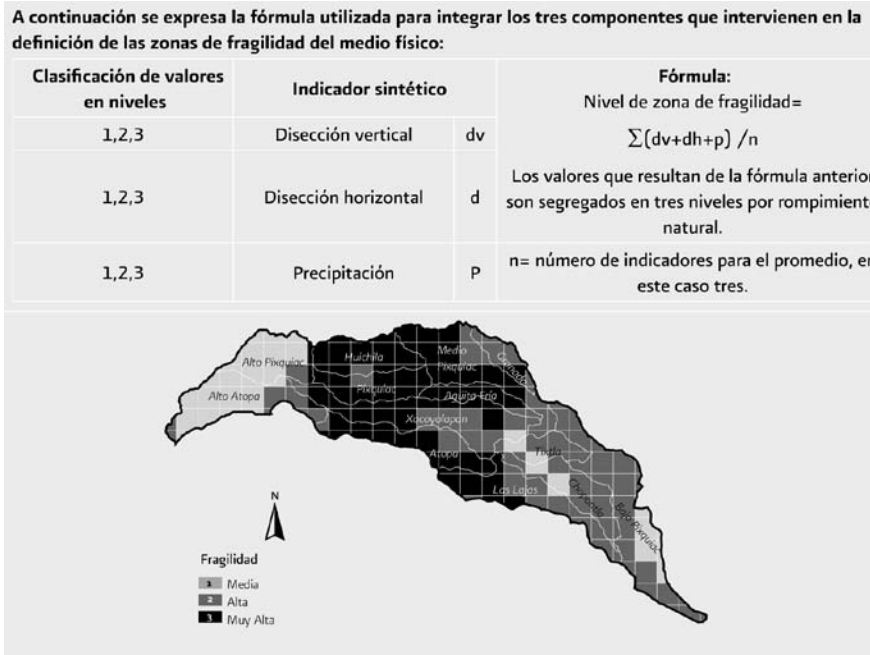 A continuación se expresa la fórmula utilizada para integrar los tres componentes que intervienen en la
definición de las zonas de fragilidad del medio físico:
Clasificación de valores
en niveles
Indicador sintético
Fórmula:
Nivel de zona de fragilidad=
∑(dv+dh+p) /n
1,2,3
Disección vertical
dv
1,2,3
Disección horizontal
d
Los valores que resultan de la fórmula anterior
son segregados en tres niveles por rompimient
natural.
1,2,3
Precipitación
P
n= número de indicadores para el promedio, e
este caso tres.
Alto Pixquiac
Huichila
Medio
Pixquiac
Granada
Alto Atopa
Pixquiac
Agüita Fría
Xocoyolapan
Atopa
Tixtla
Las Lajas
Chopantla
Bajo Pixquiac
N
Fragilidad
1 Media
2 Alta
3 Muy Alta